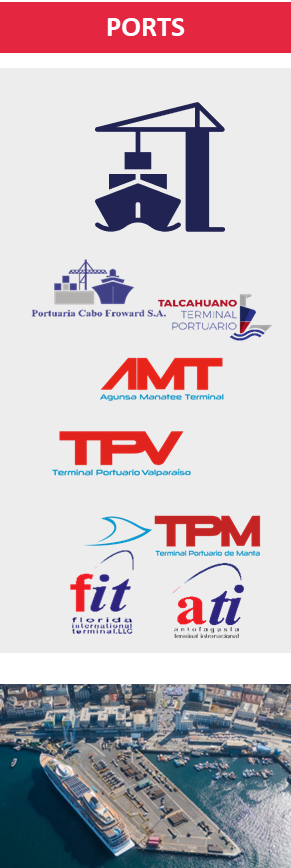 PORTS
Portuaria Cabo Froward S.A.
TALCAHUANO
TERMINAL
PORTUARIO
AMT
Agunsa Manatee Terminal
TPV
Terminal Portuario Valparaíso
TPM
Terminal Portuario de Manta
fit
florida
international
terminal,LLC
ati
antofagasta
terminal internacional